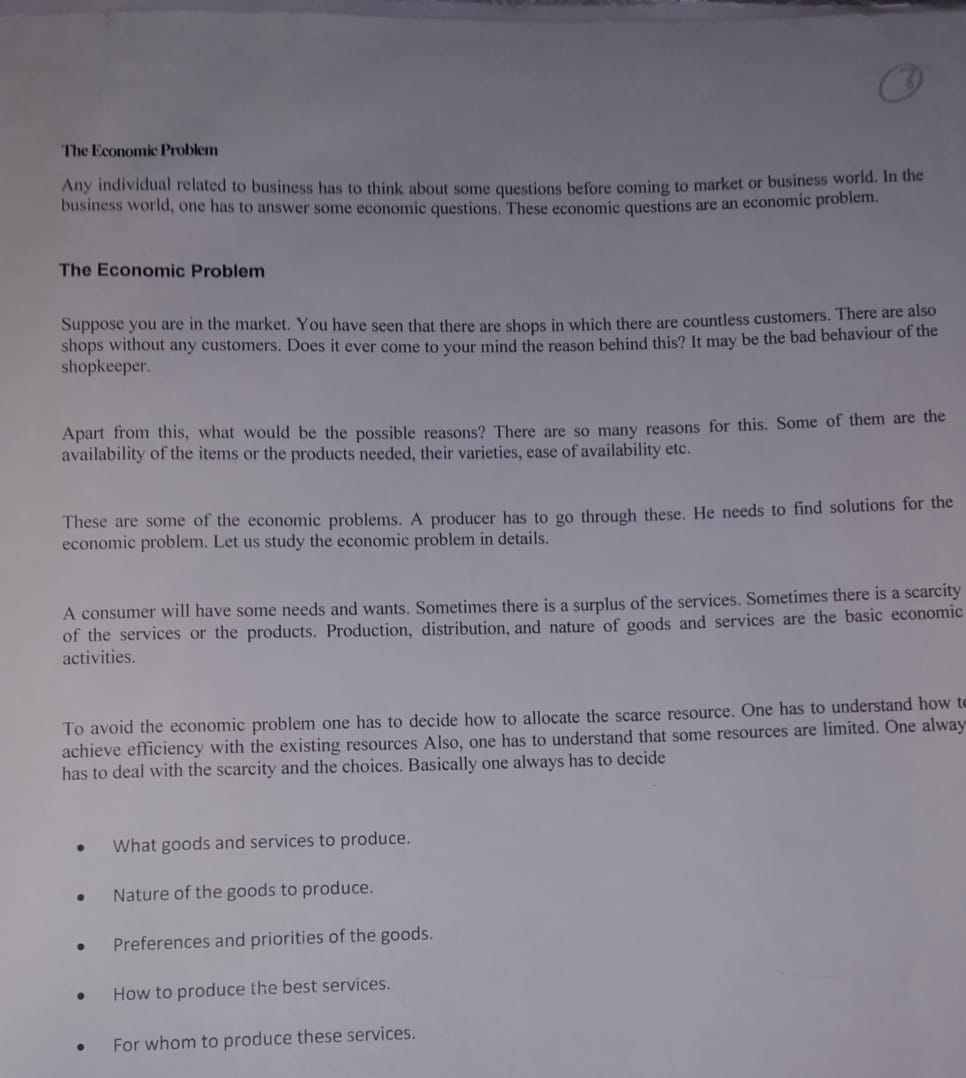 The Economic Problem
Any individual related to business has to think about some questions before coming to market or business world. In the
business world, one has to answer some economic questions. These economic questions are an economic problem.
The Economic Problem
Suppose you are in the market. You have seen that there are shops in which there are countless customers. There are also
shops without any customers. Does it ever come to your mind the reason behind this? It may be the bad behaviour of the
shopkeeper.
Apart from this, what would be the possible reasons? There are so many reasons for this. Some of them are the
availability of the items or the products needed, their varieties, ease of availability etc.
These are some of the economic problems. A producer has to go through these. He needs to find solutions for the
economic problem. Let us study the economic problem in details.
A consumer will have some needs and wants. Sometimes there is a surplus of the services. Sometimes there is a scarcity
of the services or the products. Production, distribution, and nature of goods and services are the basic economic
activities.
To avoid the economic problem one has to decide how to allocate the scarce resource. One has to understand how
achieve efficiency with the existing resources Also, one has to understand that some resources are limited. One alway
has to deal with the scarcity and the choices. Basically one always has to decide
• What goods and services to produce.
• Nature of the goods to produce.
• Preferences and priorities of the goods.
• How to produce the best services.
• For whom to produce these services.